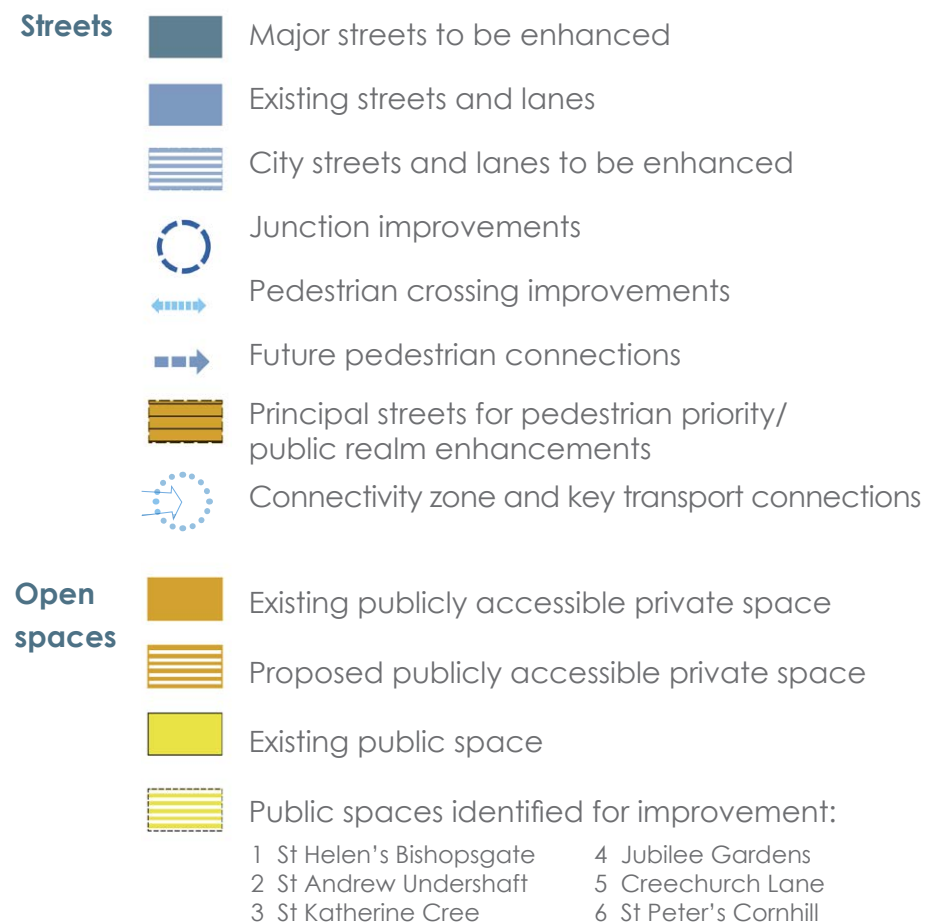 Streets
Major streets to be enhanced
Existing streets and lanes
City streets and lanes to be enhanced
Junction improvements
Pedestrian crossing improvements
Future pedestrian connections
Principal streets for pedestrian priority/
public realm enhancements
Connectivity zone and key transport connections
Open
spaces
Existing publicly accessible private space
Proposed publicly accessible private space
Existing public space
Public spaces identified for improvement:
1 St Helen's Bishopsgate
2 St Andrew Undershaft
3 St Katherine Cree
4 Jubilee Gardens
5 Creechurch Lane
6 St Peter's Cornhill